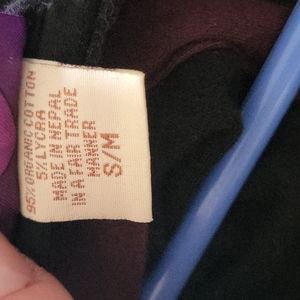 95% ORGANIC COTTON
5% LYCRA
MADE IN NEPAL
IN A FAIR TRADE
MANNER
S/M